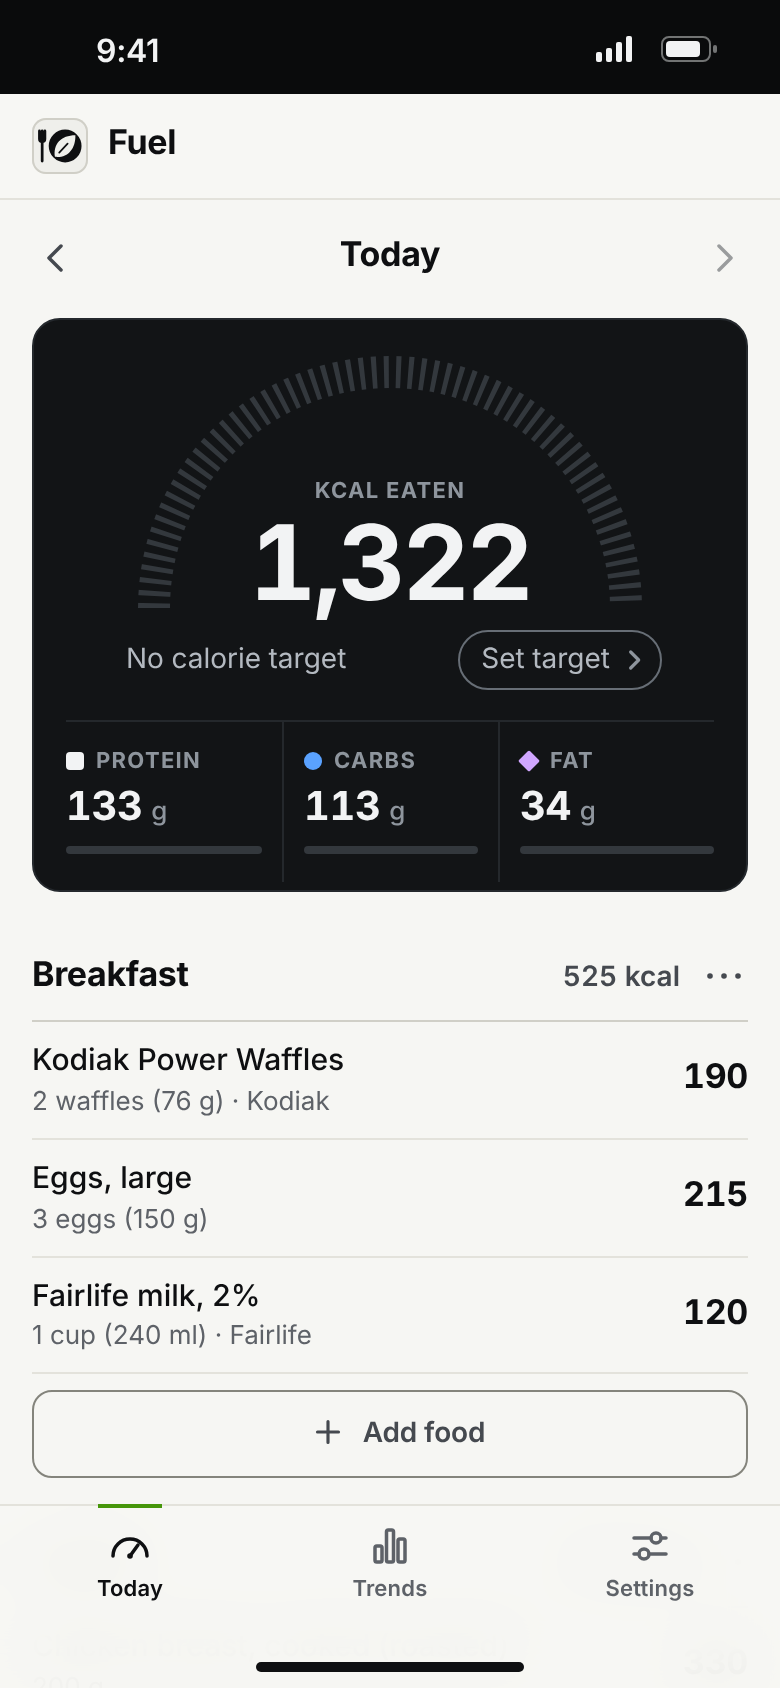 9:41
Fuel
Today
KCAL EATEN
1,322
No calorie target
Set target
PROTEIN
CARBS
FAT
133 g
113 g
34 g
Breakfast
525 kcal
Kodiak Power Waffles
190
2 waffles (76 g) · Kodiak
Eggs, large
215
3 eggs (150 g)
Fairlife milk, 2%
120
1 cup (240 ml) · Fairlife
Add food
Today
Trends
Settings
330
200 g